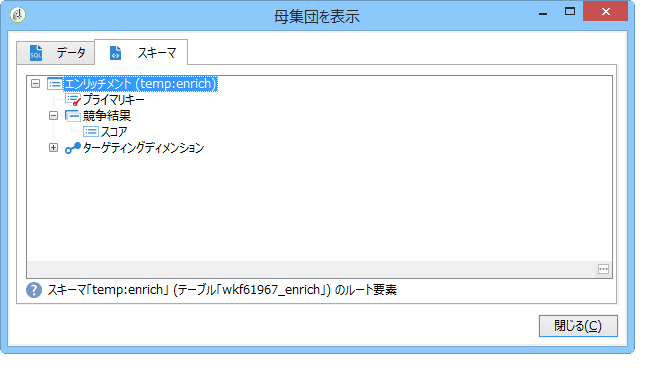 母集団を表示
データ
スキーマ
エンリッチメント (temp:enrich)
プライマリキー
競争結果
スコア
ターゲティングディメンション
スキーマ「temp:enrich」 (テーブル「wkf61967_enrich」) のルート要素
閉じる(C)